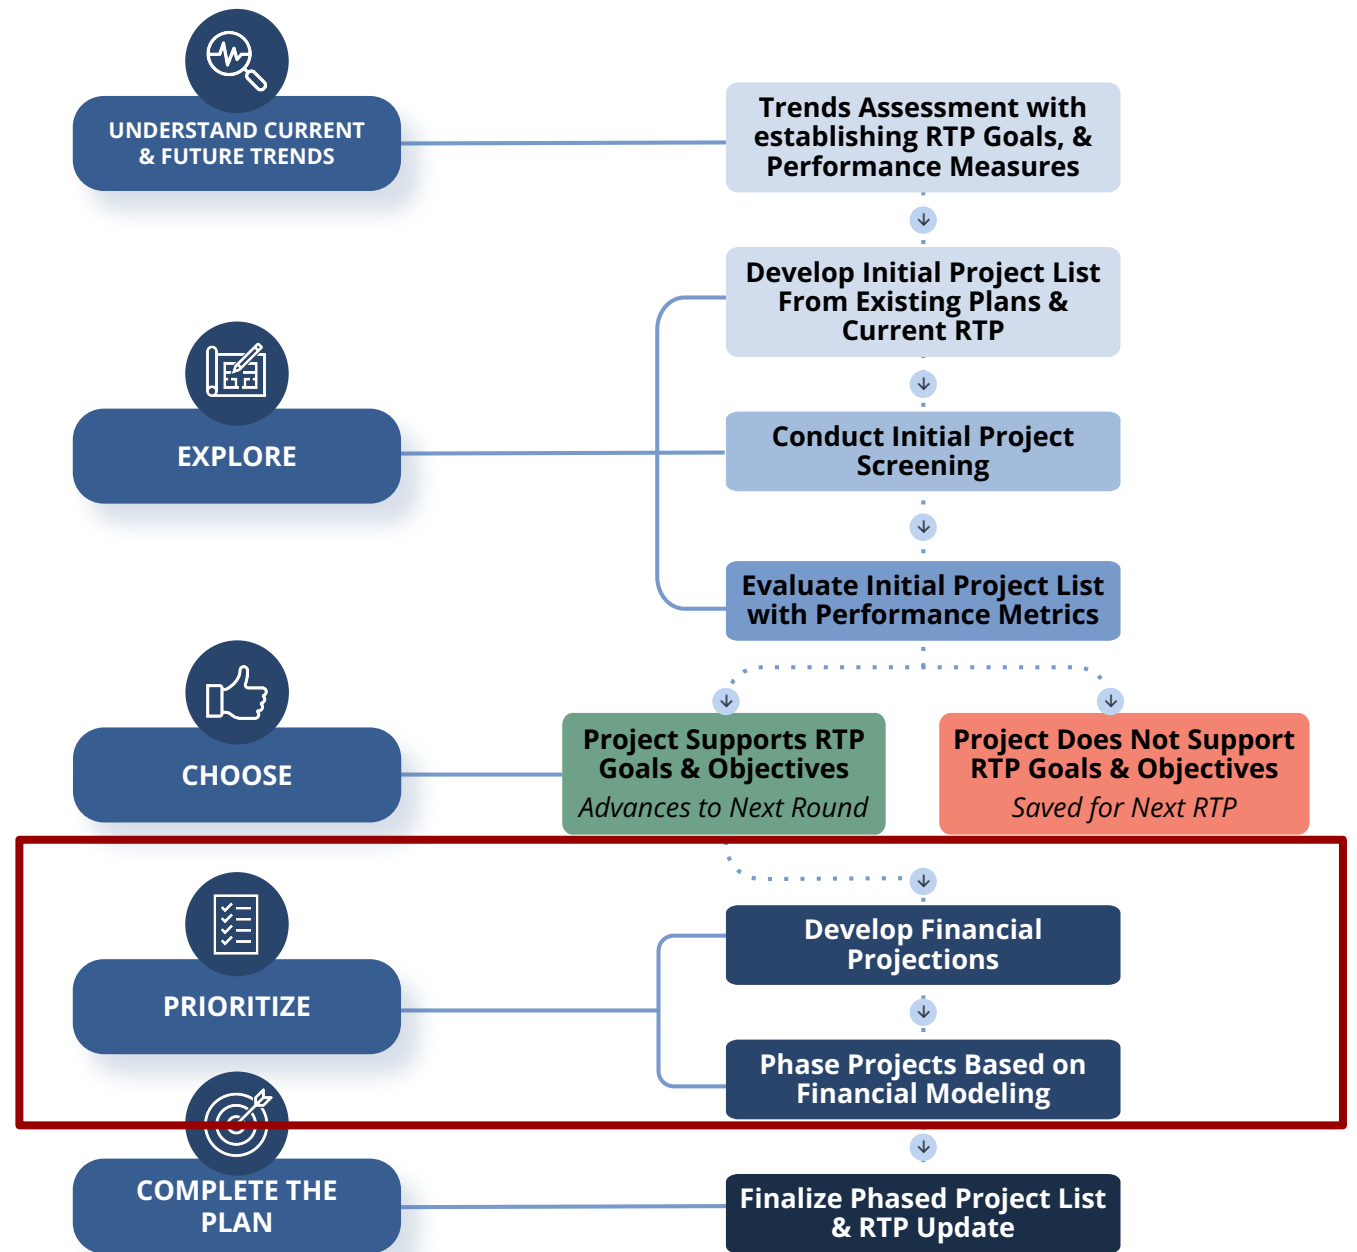 UNDERSTAND CURRENT
& FUTURE TRENDS
Trends Assessment with
establishing RTP Goals, &
Performance Measures
Develop Initial Project List
From Existing Plans &
Current RTP
EXPLORE
Conduct Initial Project
Screening
Evaluate Initial Project List
with Performance Metrics
CHOOSE
Project Supports RTP
Goals & Objectives
Advances to Next Round
Project Does Not Support
RTP Goals & Objectives
Saved for Next RTP
PRIORITIZE
Develop Financial
Projections
Phase Projects Based on
Financial Modeling
COMPLETE THE
PLAN
Finalize Phased Project List
& RTP Update